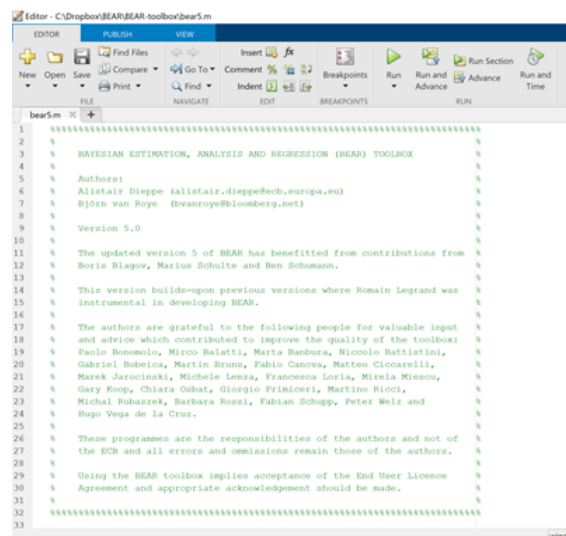 Editor - C:\Dropbox\BEAR\BEAR-toolbox\bear5.m
EDITOR PUBLISH VIEW
New Open Save Find Files Compare Print Go To Find Insert fx Comment % Indent Breakpoints Run Run and Advance Run Section Advance Run and Time
FILE NAVIGATE EDIT BREAKPOINTS RUN
bear5.m × +
1 %%%%%%%%%%%%%%%%%%%%%%%%%%%%%%%%%%%%%%%%%%%%%%%%%%%%%%%%%%%%%%%%%%%%%%
2 % %
3 % BAYESIAN ESTIMATION, ANALYSIS AND REGRESSION (BEAR) TOOLBOX %
4 % %
5 % Authors: %
6 % Alistair Dieppe (alistair.dieppe@ecb.europa.eu) %
7 % Björn van Roye (bvanroye@bloomberg.net) %
8 % %
9 % Version 5.0 %
10 % %
11 % The updated version 5 of BEAR has benefitted from contributions from %
12 % Boris Blagov, Marius Schulte and Ben Schumann. %
13 % %
14 % This version builds-upon previous versions where Romain Legrand was %
15 % instrumental in developing BEAR. %
16 % %
17 % The authors are grateful to the following people for valuable input %
18 % and advice which contributed to improve the quality of the toolbox: %
19 % Paolo Bonomolo, Mirco Balatti, Marta Banbura, Niccolo Battistini, %
20 % Gabriel Bobeica, Martin Bruns, Fabio Canova, Matteo Ciccarelli, %
21 % Marek Jarocinski, Michele Lenza, Francesca Loria, Mirela Miescu, %
22 % Gary Koop, Chiara Osbat, Giorgio Primiceri, Martino Ricci, %
23 % Michal Rubaszek, Barbara Rossi, Fabian Schupp, Peter Welz and %
24 % Hugo Vega de la Cruz. %
25 % %
26 % These programmes are the responsibilities of the authors and not of %
27 % the ECB and all errors and ommissions remain those of the authors. %
28 % %
29 % Using the BEAR toolbox implies acceptance of the End User Licence %
30 % Agreement and appropriate acknowledgement should be made. %
31 % %
32 %%%%%%%%%%%%%%%%%%%%%%%%%%%%%%%%%%%%%%%%%%%%%%%%%%%%%%%%%%%%%%%%%%%%%%
33